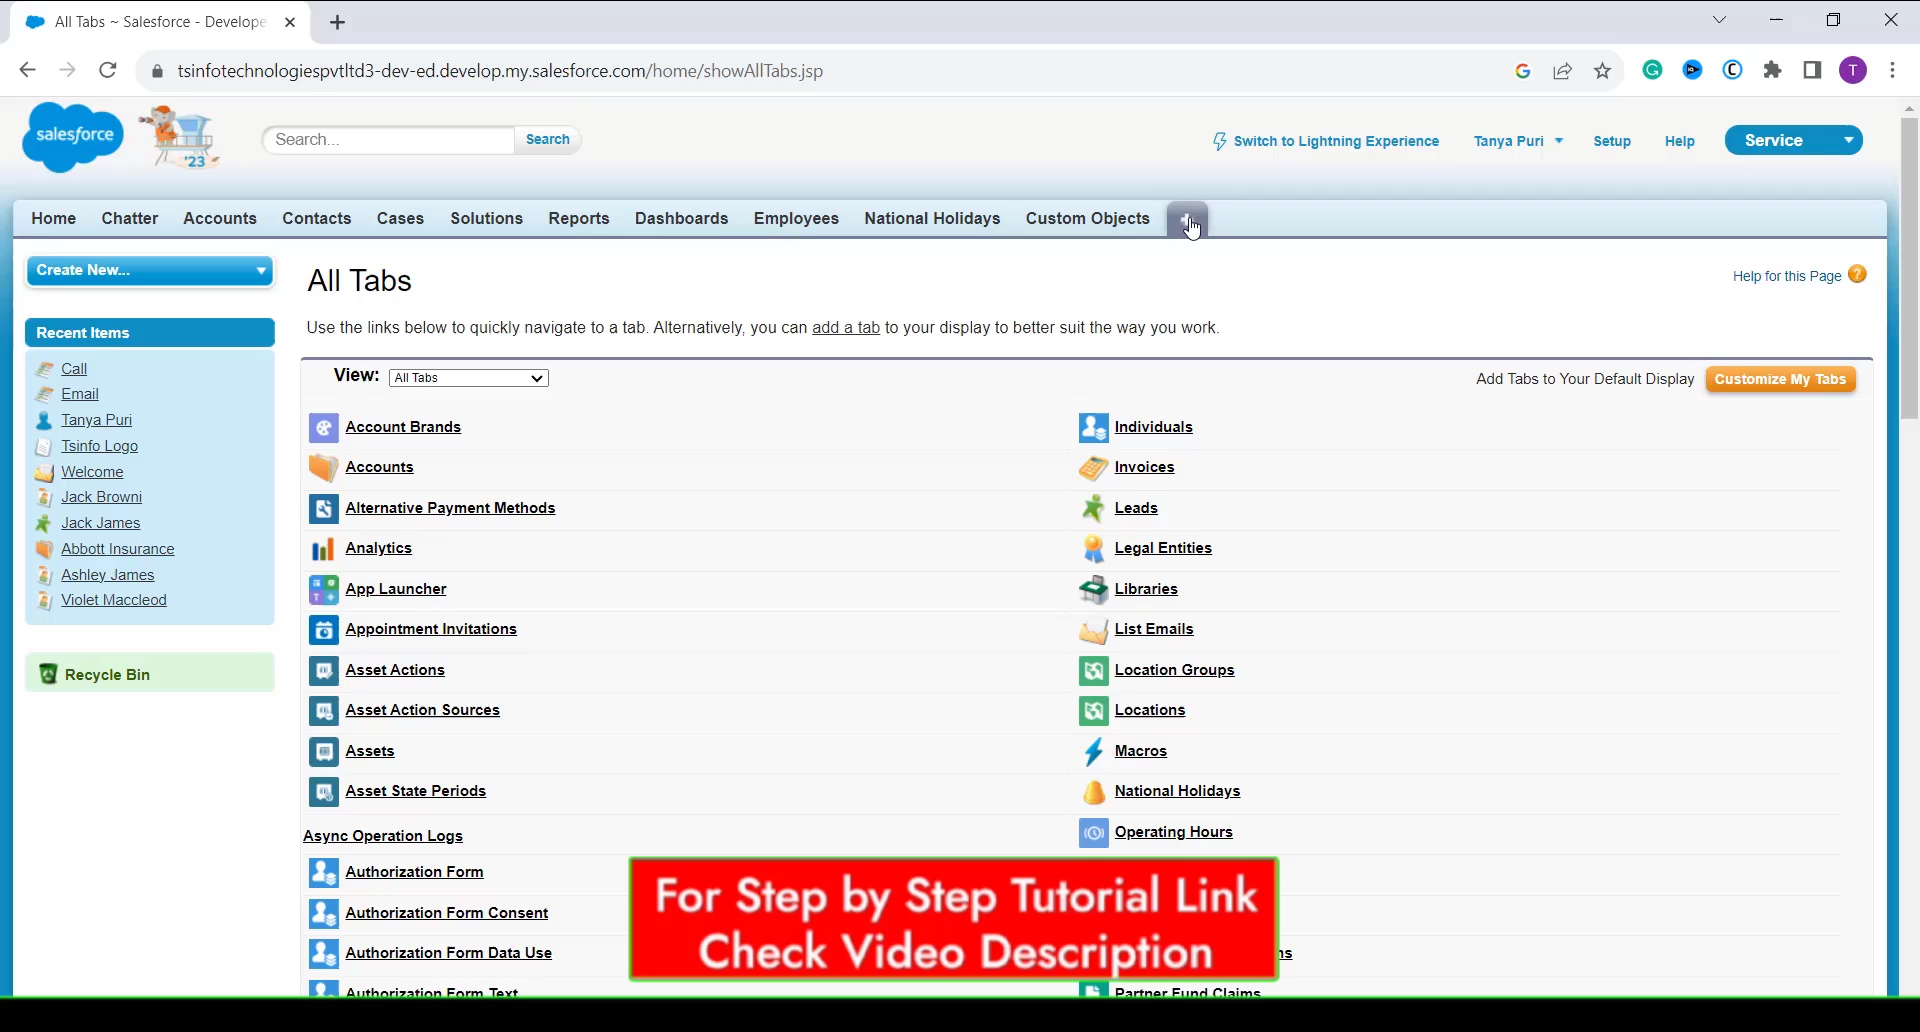 All Tabs ~ Salesforce - Develope
tsinfotechnologiespvtltd3-dev-ed.develop.my.salesforce.com/home/showAllTabs.jsp
T
salesforce
'23
Search...
Search
Switch to Lightning Experience
Tanya Puri
Setup
Help
Service
Home
Chatter
Accounts
Contacts
Cases
Solutions
Reports
Dashboards
Employees
National Holidays
Custom Objects
Create New...
Recent Items
Call
Email
Tanya Puri
Tsinfo Logo
Welcome
Jack Browni
Jack James
Abbott Insurance
Ashley James
Violet Maccleod
Recycle Bin
All Tabs
Help for this Page ?
Use the links below to quickly navigate to a tab. Alternatively, you can add a tab to your display to better suit the way you work.
View: All Tabs
Add Tabs to Your Default Display
Customize My Tabs
Account Brands
Accounts
Alternative Payment Methods
Analytics
App Launcher
Appointment Invitations
Asset Actions
Asset Action Sources
Assets
Asset State Periods
Async Operation Logs
Authorization Form
Authorization Form Consent
Authorization Form Data Use
Authorization Form Text
Individuals
Invoices
Leads
Legal Entities
Libraries
List Emails
Location Groups
Locations
Macros
National Holidays
Operating Hours
Partner Fund Claims
For Step by Step Tutorial Link
Check Video Description